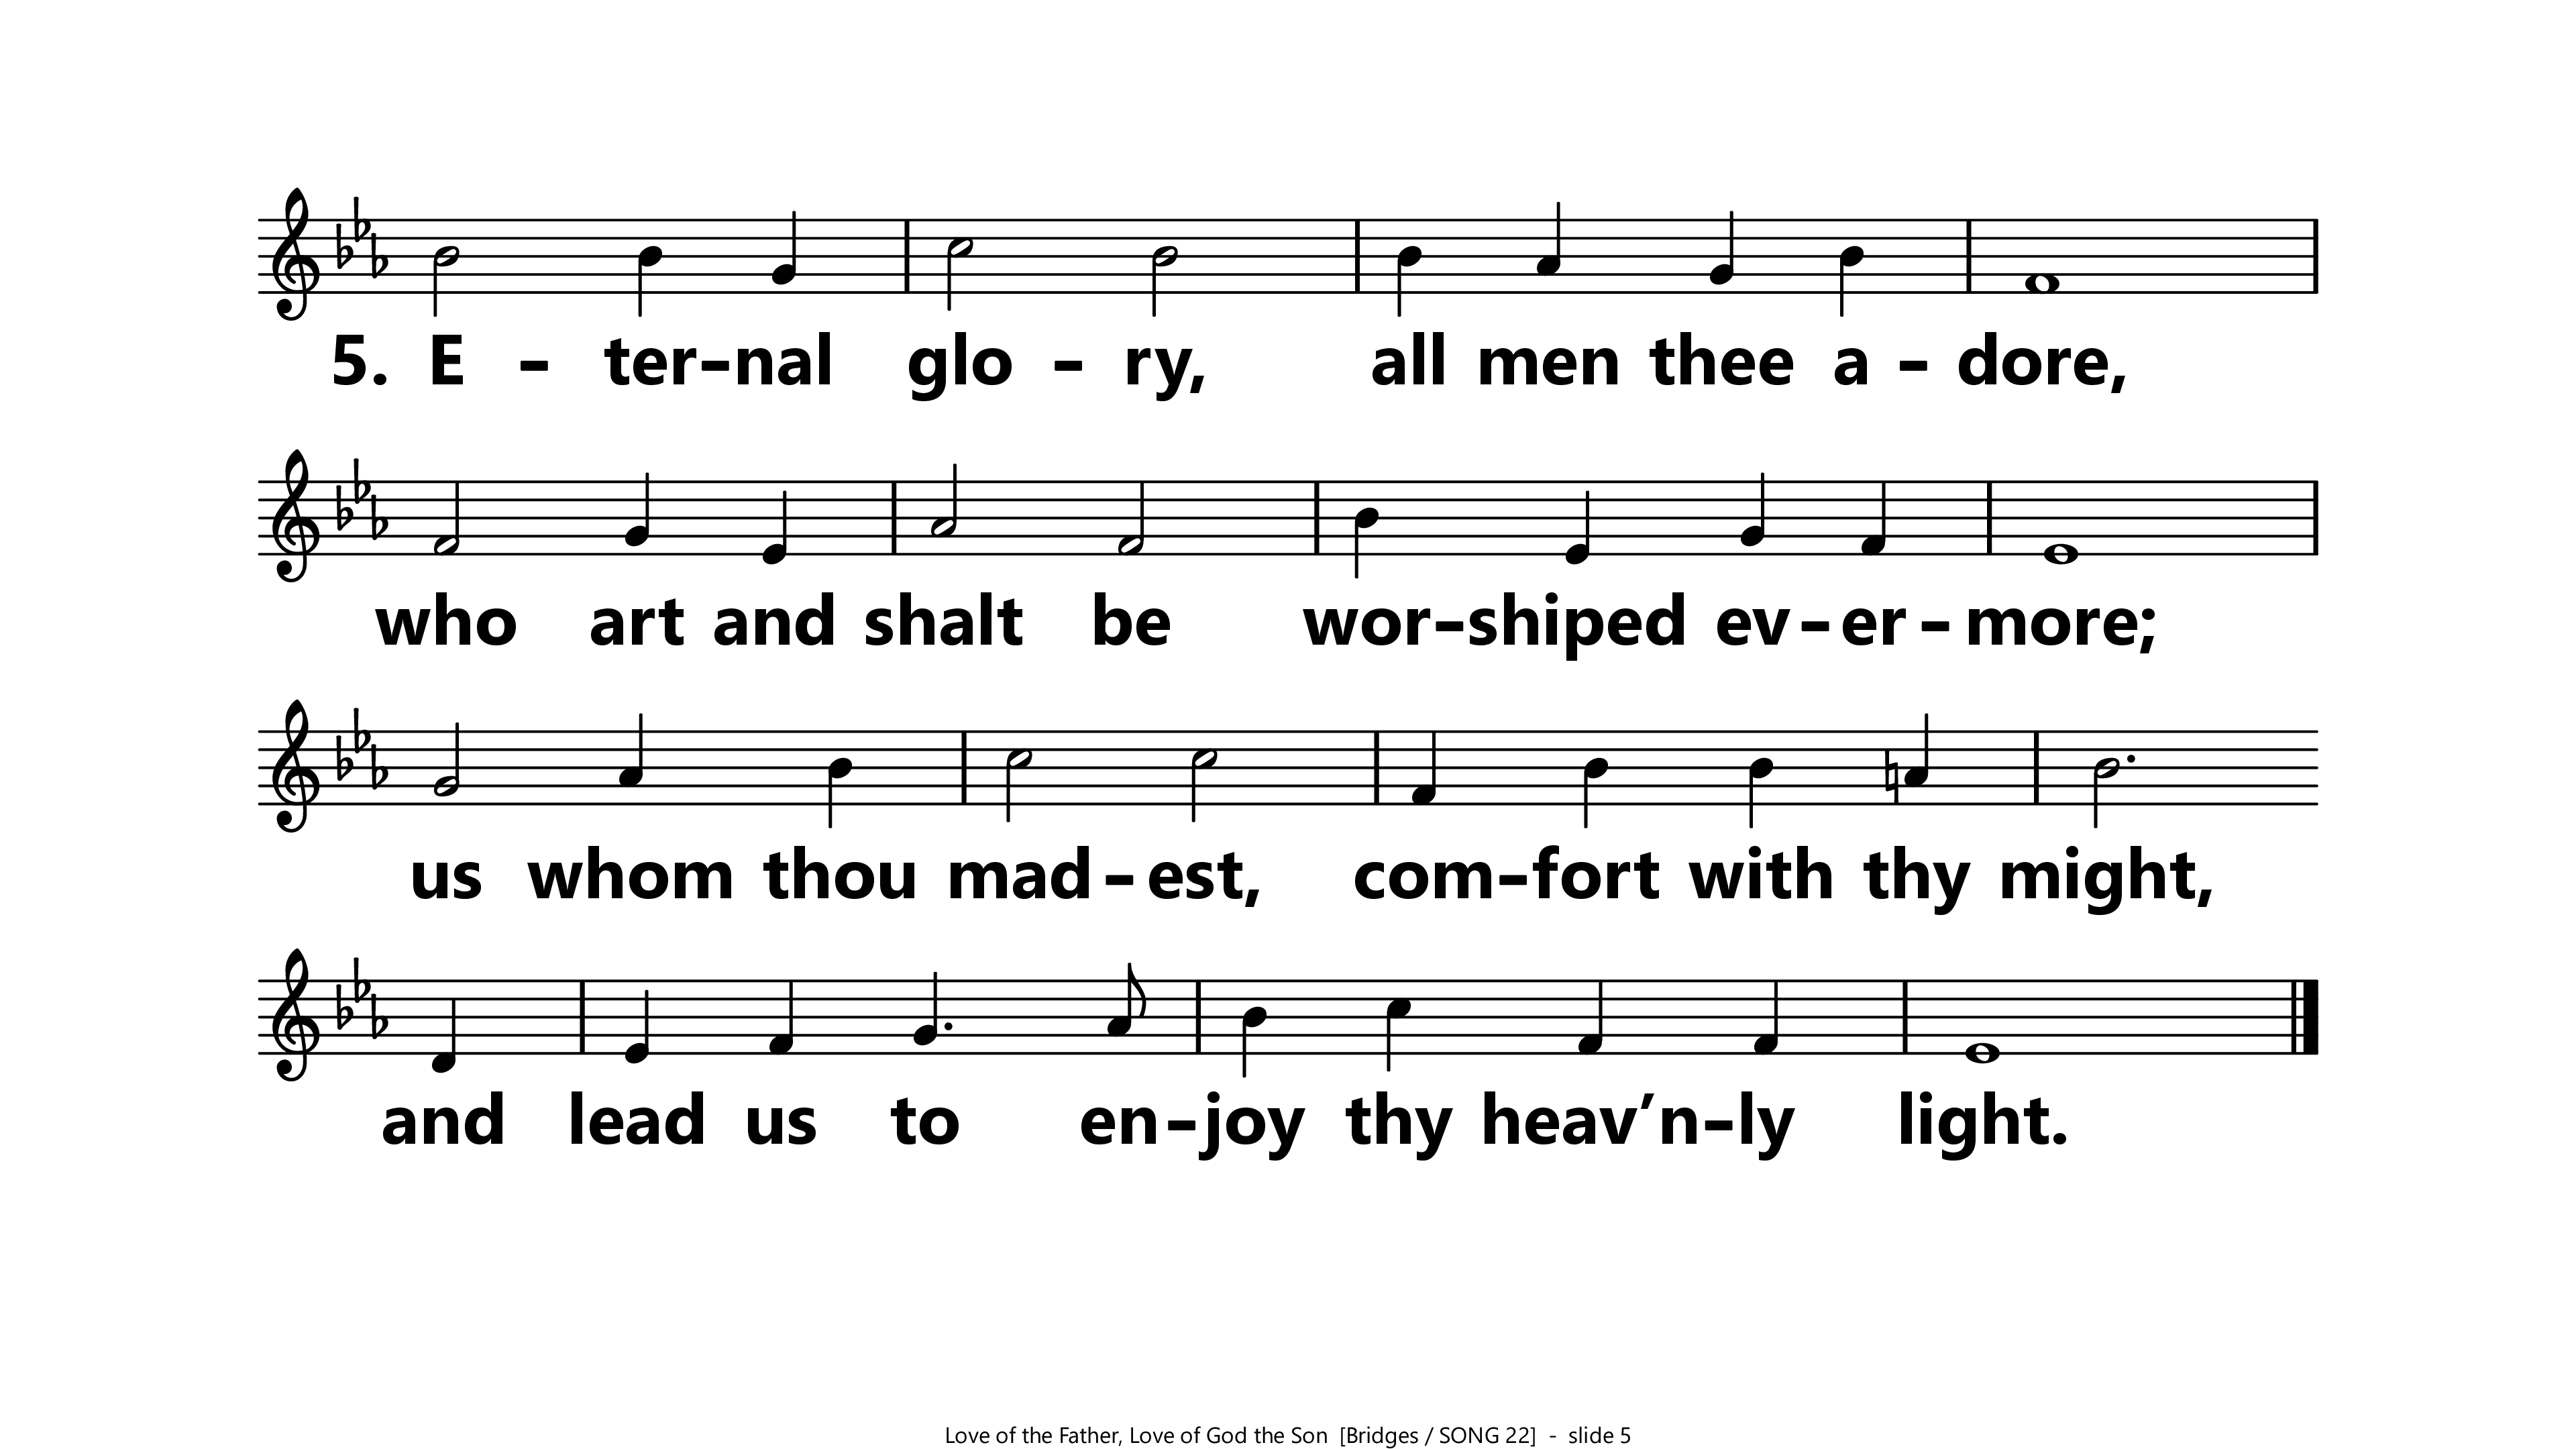 5. E - ter-nal glo - ry, all men thee a - dore,
who art and shalt be wor-shiped ev-er-more;
us whom thou mad-est, com-fort with thy might,
and lead us to en-joy thy heav’n-ly light.
Love of the Father, Love of God the Son [Bridges / SONG 22] - slide 5